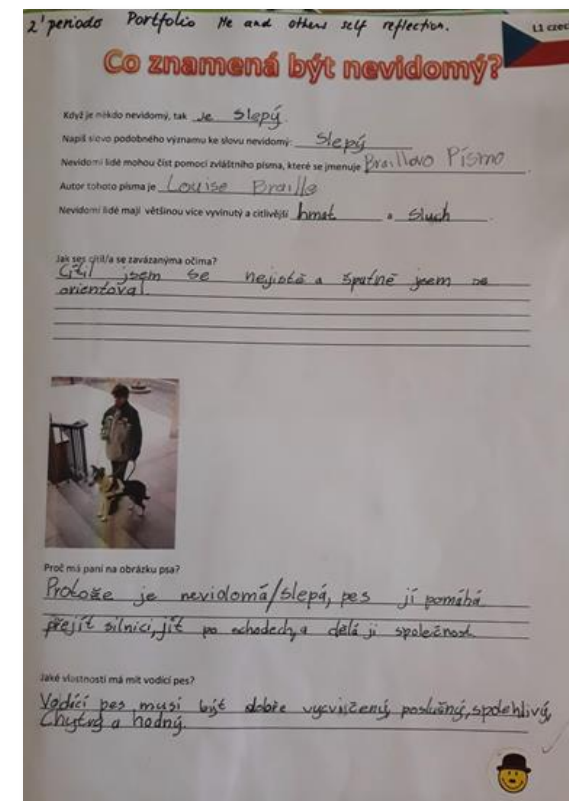 2' periodo Portfolio Me and others self reflection.
L1 czec
Co znamená být nevidomý?
Když je někdo nevidomý, tak je slepý.
Napiš slovo podobného významu ke slovu nevidomý: Slepý
Nevidomí lidé mohou číst pomocí zvláštního písma, které se jmenuje Braillovo Písmo
Autor tohoto písma je Louise Braille
Nevidomí lidé mají většinou více vyvinutý a citlivější hmat a Sluch.
Jak ses cítil/a se zavázanýma očima?
Cítil jsem se nejistě a špatně jsem se
orientoval.
Proč má paní na obrázku psa?
Protože je nevidomá/slepá, pes jí pomáhá
přejít silnici, jít po schodech, a dělá jí společnost
Jaké vlastnosti má mít vodicí pes?
Vodící pes musí být dobře vycvičený, poslušný, spolehlivý,
Chytrý a hodný.